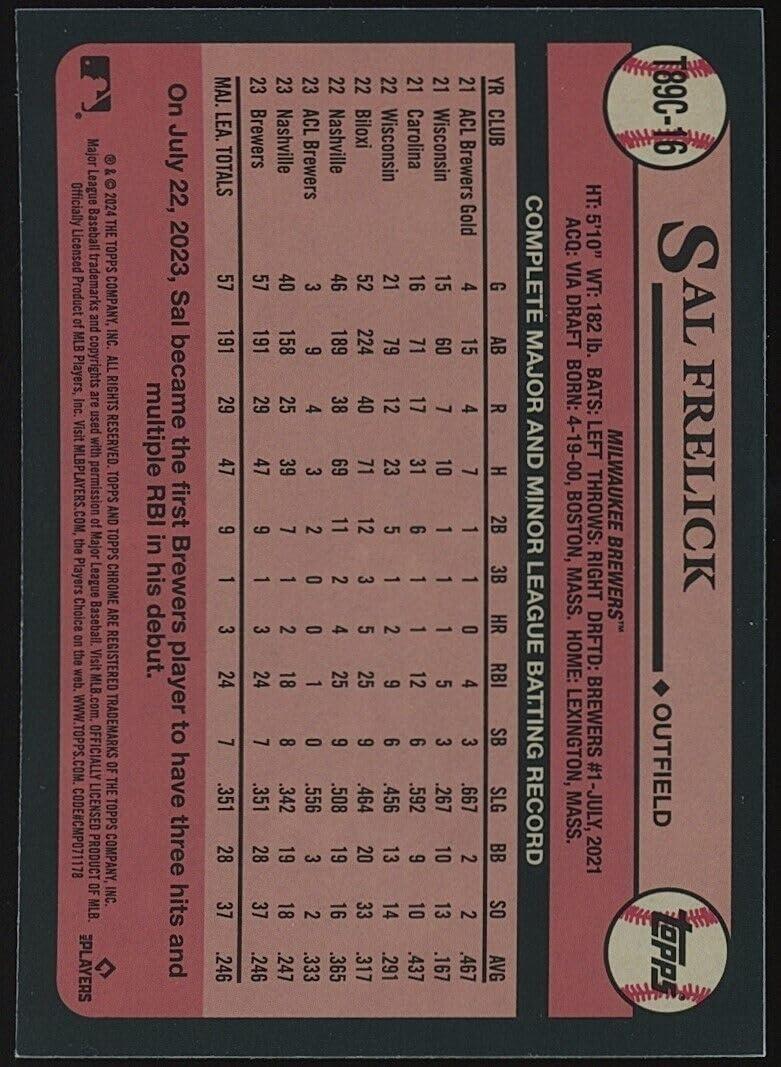 T89C-16
SAL FRELICK
◆ OUTFIELD
topps®
MILWAUKEE BREWERS™
HT: 5'10" WT: 182 lb. BATS: LEFT THROWS: RIGHT DRFTD: BREWERS #1-JULY, 2021
ACQ: VIA DRAFT BORN: 4-19-00, BOSTON, MASS. HOME: LEXINGTON, MASS.
COMPLETE MAJOR AND MINOR LEAGUE BATTING RECORD
YR CLUB G AB R H 2B 3B HR RBI SB SLG BB SO AVG
21 ACL Brewers Gold 4 15 4 7 1 1 0 4 3 .667 2 2 .467
21 Wisconsin 15 60 7 10 1 1 1 5 3 .267 10 13 .167
21 Carolina 16 71 17 31 6 1 1 12 6 .592 9 10 .437
22 Wisconsin 21 79 12 23 5 1 2 9 6 .456 13 14 .291
22 Biloxi 52 224 40 71 12 3 5 25 9 .464 20 33 .317
22 Nashville 46 189 38 69 11 2 4 25 9 .508 19 16 .365
23 ACL Brewers 3 9 4 3 2 0 0 1 0 .556 3 2 .333
23 Nashville 40 158 25 39 7 1 2 18 8 .342 19 18 .247
23 Brewers 57 191 29 47 9 1 3 24 7 .351 28 37 .246
MAJ. LEA. TOTALS 57 191 29 47 9 1 3 24 7 .351 28 37 .246
On July 22, 2023, Sal became the first Brewers player to have three hits and
multiple RBI in his debut.
® & © 2024 THE TOPPS COMPANY, INC. ALL RIGHTS RESERVED. TOPPS AND TOPPS CHROME ARE REGISTERED TRADEMARKS OF THE TOPPS COMPANY, INC.
Major League Baseball trademarks and copyrights are used with permission of Major League Baseball. Visit MLB.com. OFFICIALLY LICENSED PRODUCT OF MLB.
Officially Licensed Product of MLB Players, Inc. Visit MLBPLAYERS.COM, the Players Choice on the web. WWW.TOPPS.COM. CODE#CMP071178
MLB PLAYERS